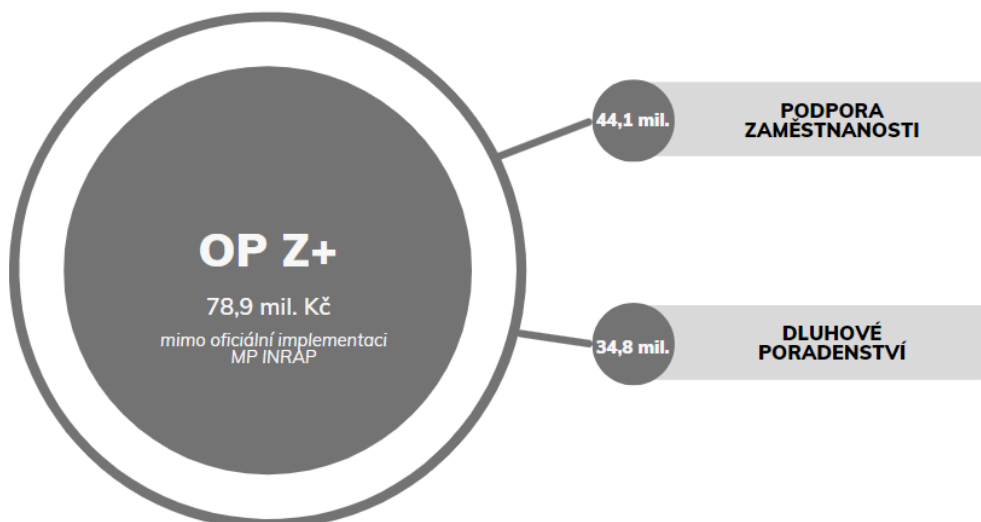 OP Z+
78,9 mil. Kč
mimo oficiální implementaci
MP INRAP
44,1 mil.
PODPORA
ZAMĚSTNANOSTI
34,8 mil.
DLUHOVÉ
PORADENSTVÍ